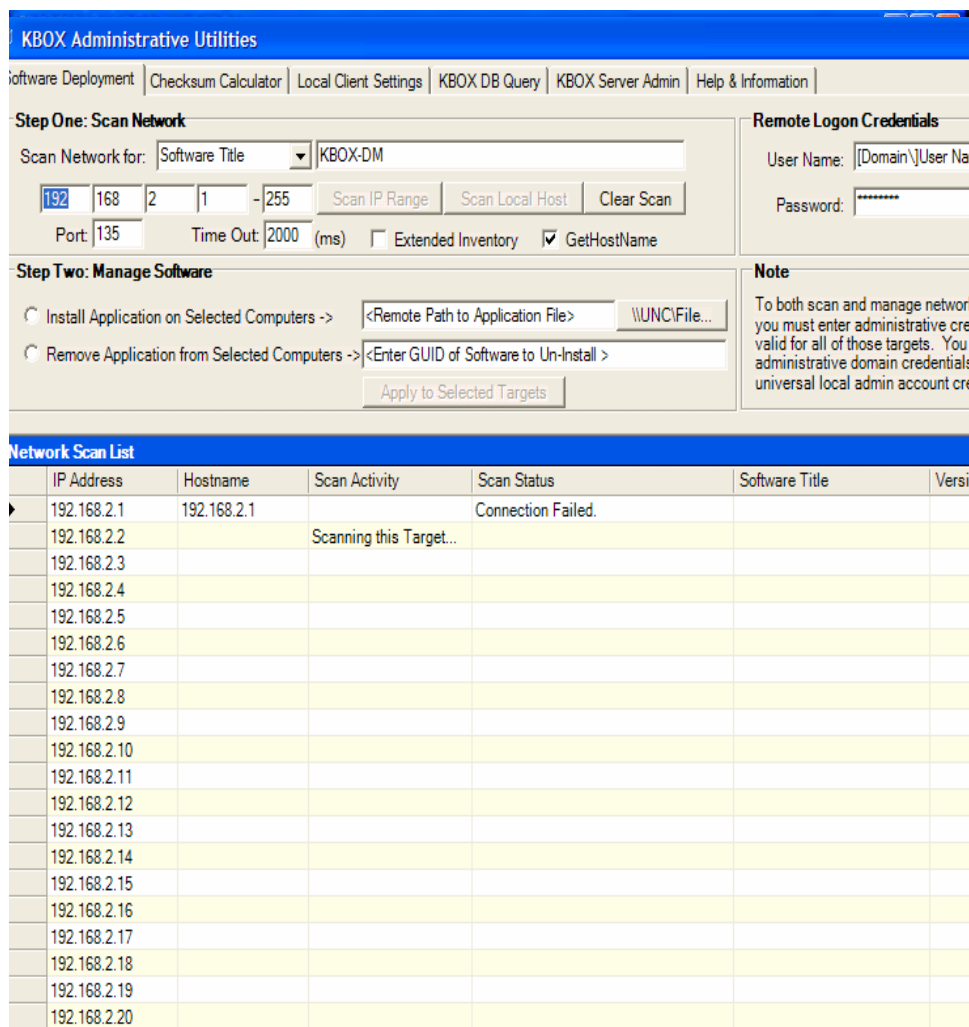 KBOX Administrative Utilities
Software Deployment Checksum Calculator Local Client Settings KBOX DB Query KBOX Server Admin Help & Information
Step One: Scan Network
Scan Network for: Software Title KBOX-DM
192 168 2 1 - 255 Scan IP Range Scan Local Host Clear Scan
Port: 135 Time Out: 2000 (ms) Extended Inventory GetHostName
Remote Logon Credentials
User Name: [Domain\]User Na
Password: ********
Step Two: Manage Software
Install Application on Selected Computers -> <Remote Path to Application File> \\UNC\File...
Remove Application from Selected Computers -> <Enter GUID of Software to Un-Install >
Apply to Selected Targets
Note
To both scan and manage network
you must enter administrative cre
valid for all of those targets. You
administrative domain credentials
universal local admin account cre
Network Scan List
IP Address Hostname Scan Activity Scan Status Software Title Versi
192.168.2.1 192.168.2.1 Connection Failed.
192.168.2.2 Scanning this Target...
192.168.2.3
192.168.2.4
192.168.2.5
192.168.2.6
192.168.2.7
192.168.2.8
192.168.2.9
192.168.2.10
192.168.2.11
192.168.2.12
192.168.2.13
192.168.2.14
192.168.2.15
192.168.2.16
192.168.2.17
192.168.2.18
192.168.2.19
192.168.2.20